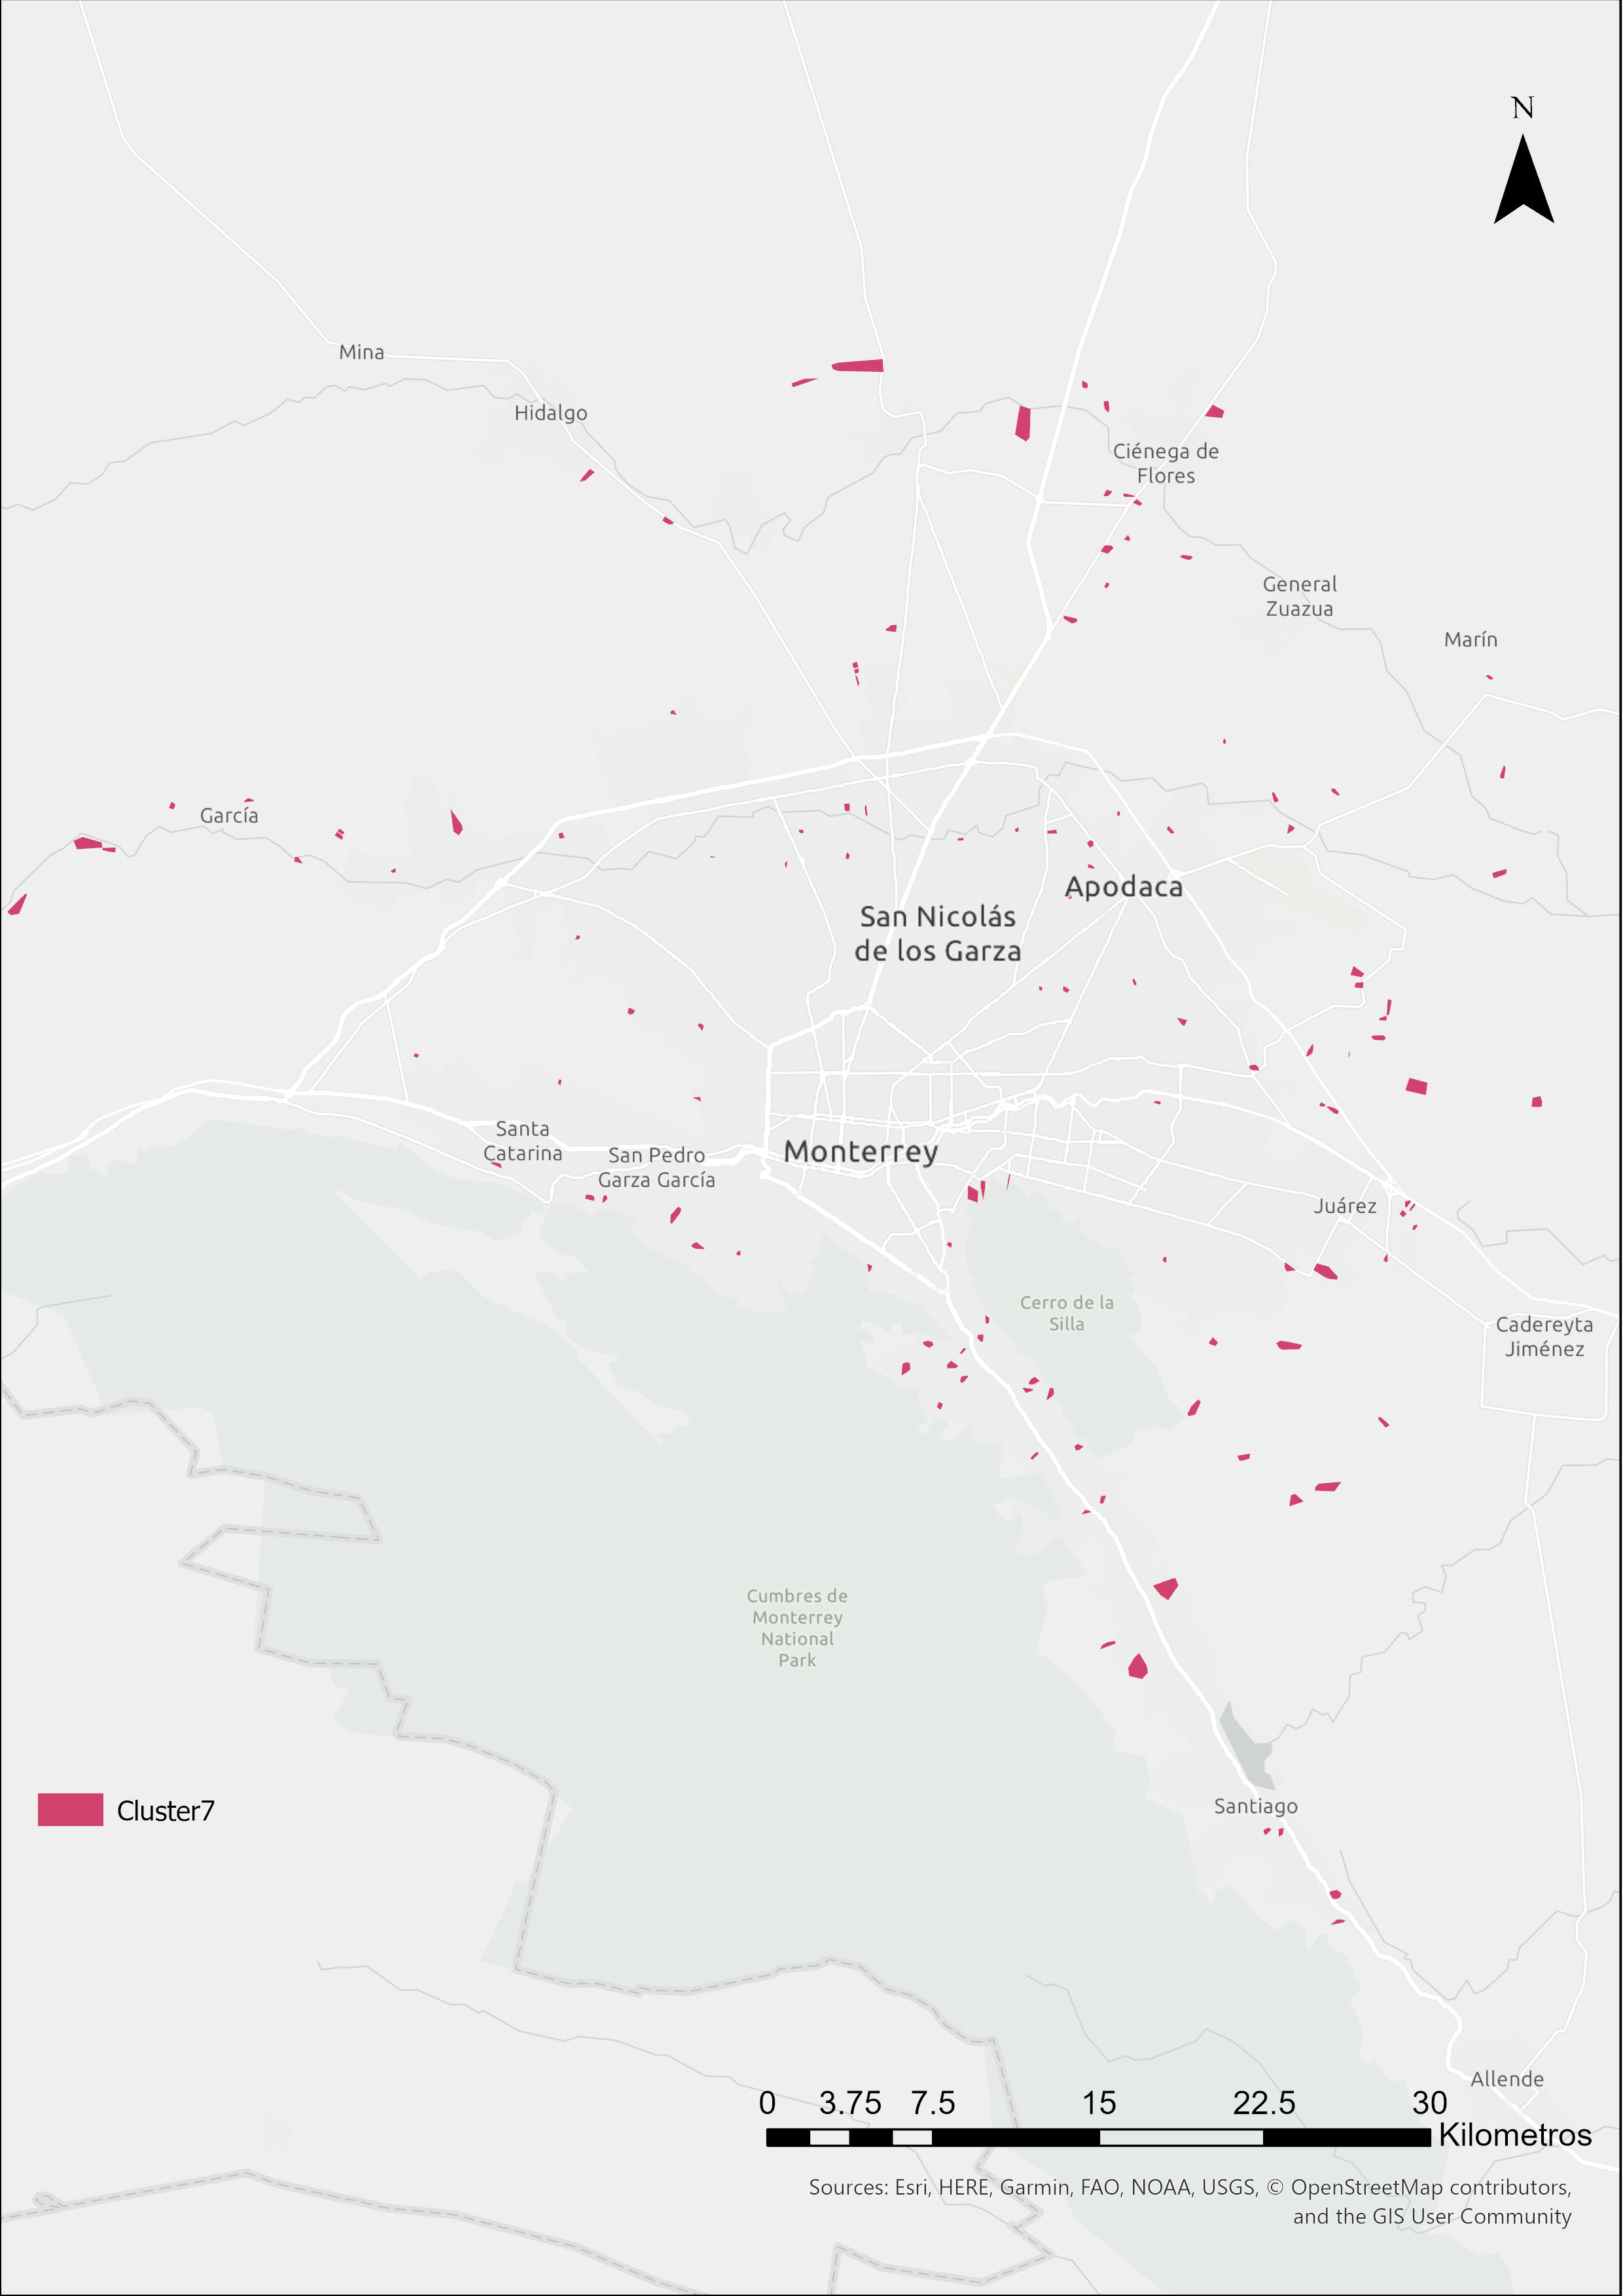 N
Mina
Hidalgo
Ciénega de
Flores
General
Zuazua
Marín
García
Apodaca
San Nicolás
de los Garza
Santa
Catarina
San Pedro
Garza García
Monterrey
Juárez
Cerro de la
Silla
Cadereyta
Jiménez
Cumbres de
Monterrey
National
Park
Cluster7
Santiago
Allende
0 3.75 7.5 15 22.5 30
Kilometros
Sources: Esri, HERE, Garmin, FAO, NOAA, USGS, © OpenStreetMap contributors,
and the GIS User Community